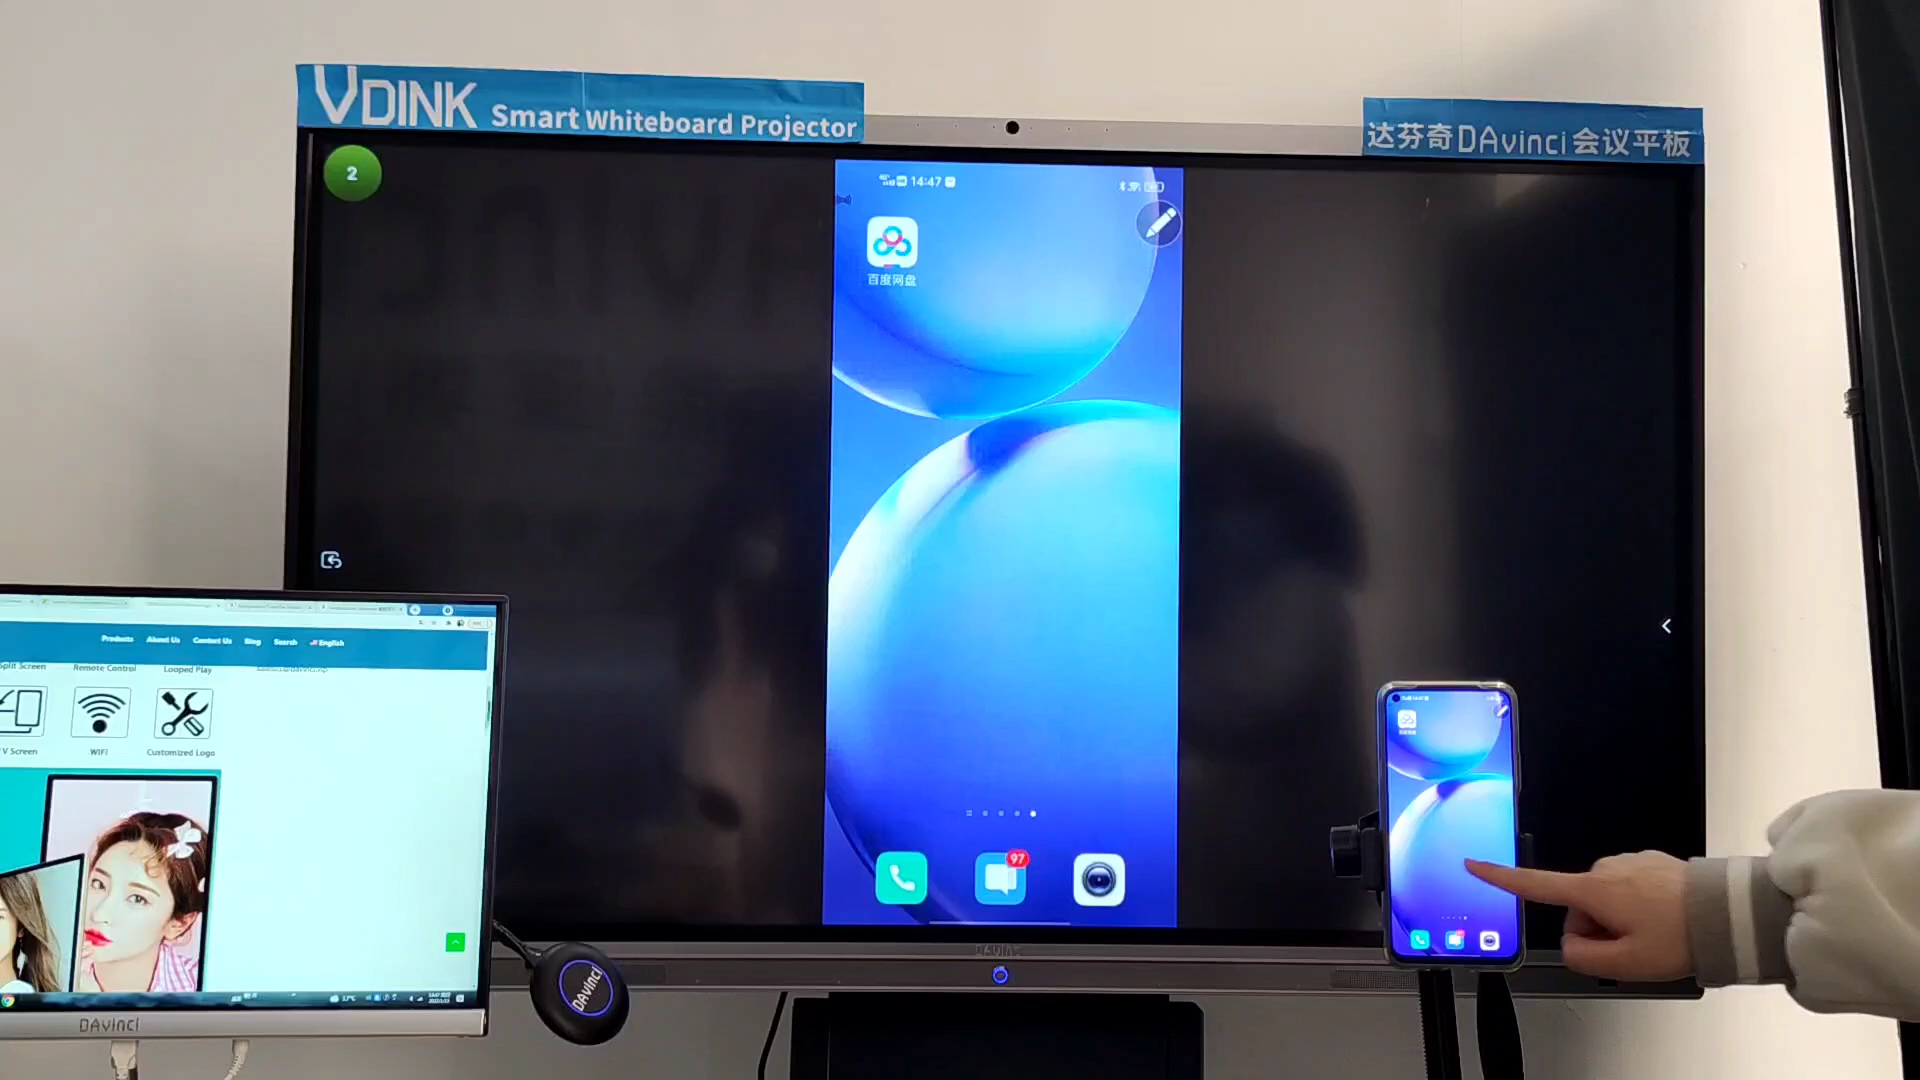 VDINK Smart Whiteboard Projector
达芬奇DAvinci会议平板
2
14:47
百度网盘
97
Products About Us Contact Us Blog Search English
Split Screen Remote Control Looped Play
V Screen WIFI Customized Logo
DAvinci
DAvinci